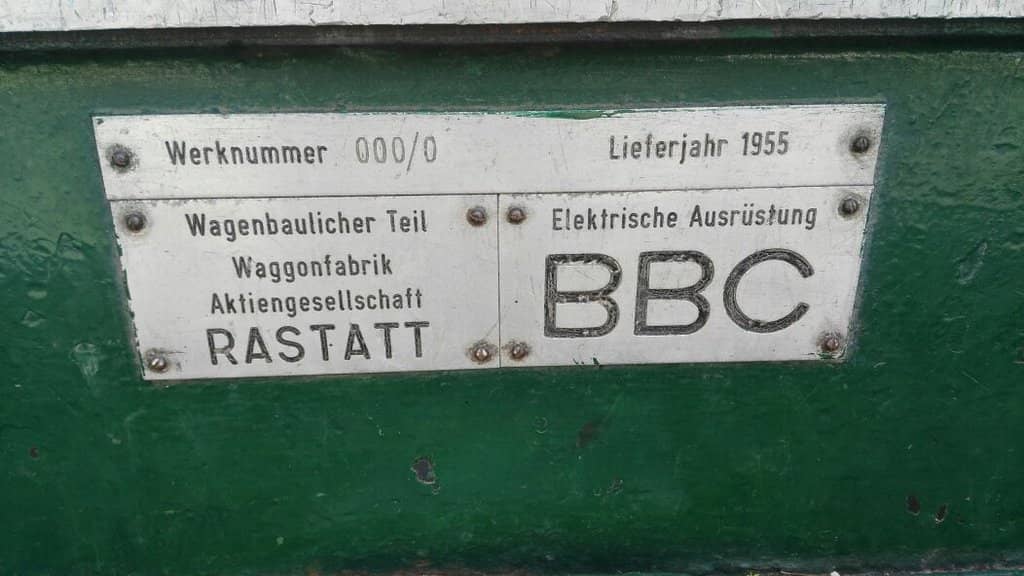 Werknummer 000/0
Lieferjahr 1955
Wagenbaulicher Teil
Waggonfabrik
Aktiengesellschaft
RASTATT
Elektrische Ausrüstung
BBC